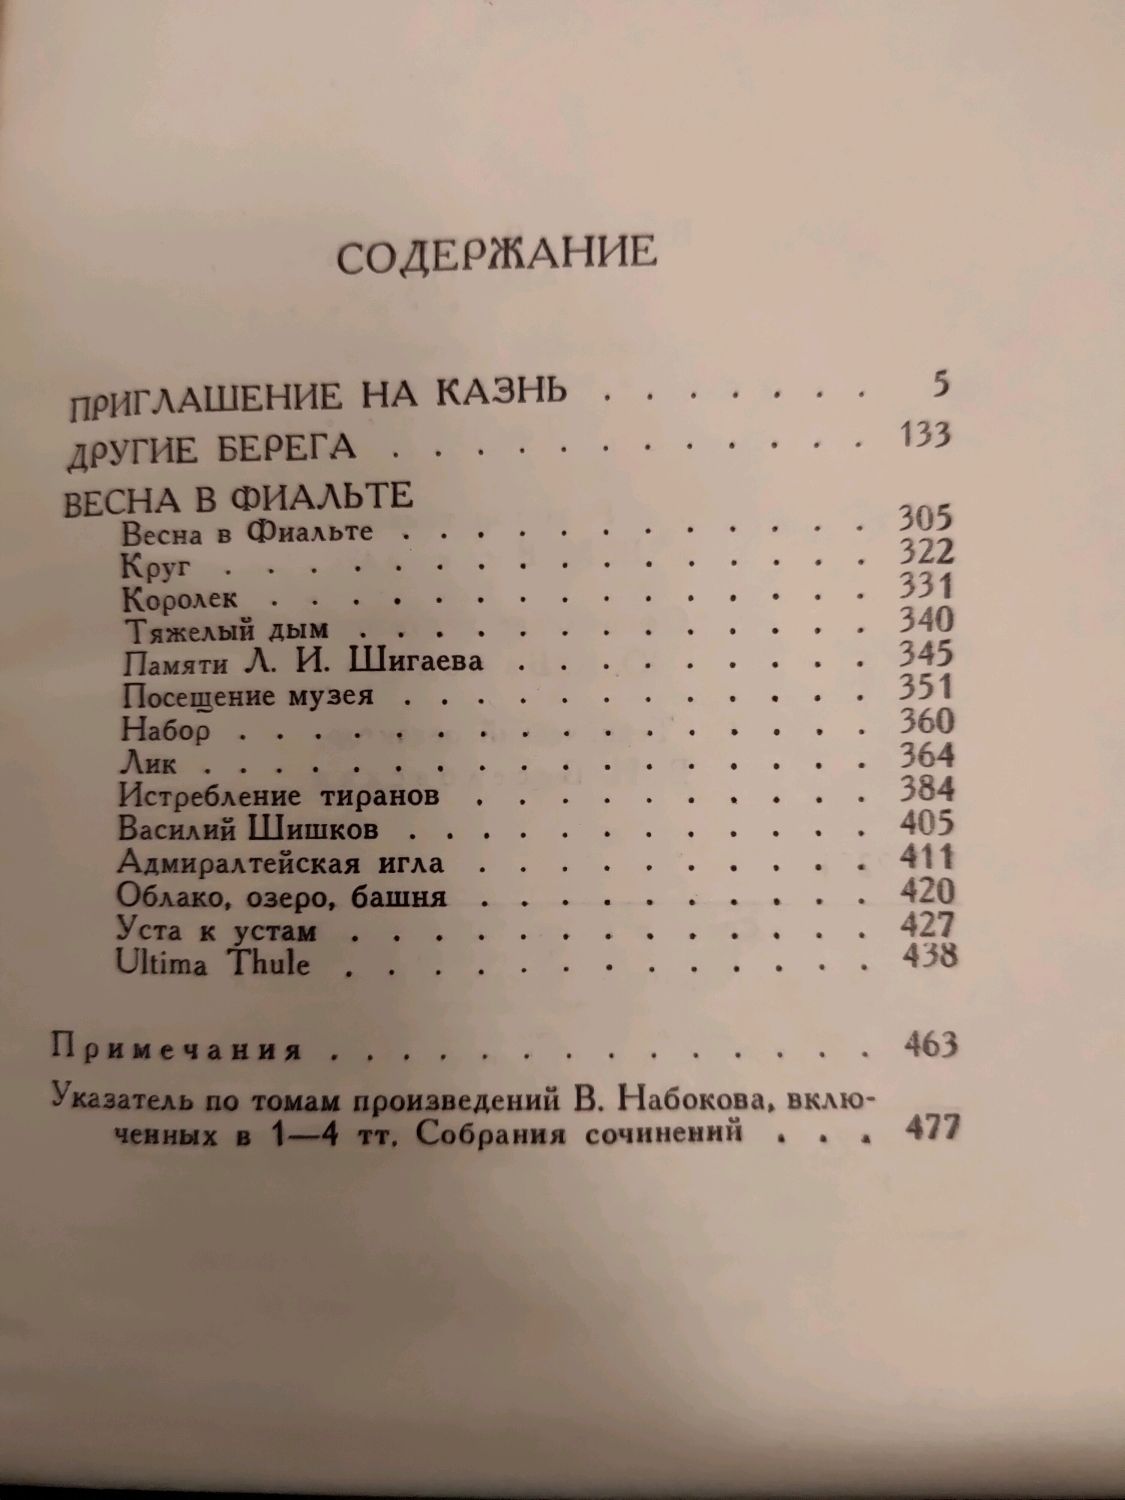 СОДЕРЖАНИЕ
ПРИГЛАШЕНИЕ НА КАЗНЬ . . . . . . . 5
ДРУГИЕ БЕРЕГА . . . . . . . . . . . . 133
ВЕСНА В ФИАЛЬТЕ
Весна в Фиальте . . . . . . . . . . . . 305
Круг . . . . . . . . . . . . . . . . 322
Королек . . . . . . . . . . . . . . . 331
Тяжелый дым . . . . . . . . . . . . . 340
Памяти Л. И. Шигаева . . . . . . . . . 345
Посещение музея . . . . . . . . . . . . 351
Набор . . . . . . . . . . . . . . . . 360
Лик . . . . . . . . . . . . . . . . . 364
Истребление тиранов . . . . . . . . . . 384
Василий Шишков . . . . . . . . . . . . 405
Адмиралтейская игла . . . . . . . . . . 411
Облако, озеро, башня . . . . . . . . . . 420
Уста к устам . . . . . . . . . . . . . 427
Ultima Thule . . . . . . . . . . . . . 438
Примечания . . . . . . . . . . . . . . 463
Указатель по томам произведений В. Набокова, вклю-
ченных в 1—4 тт. Собрания сочинений . . . 477